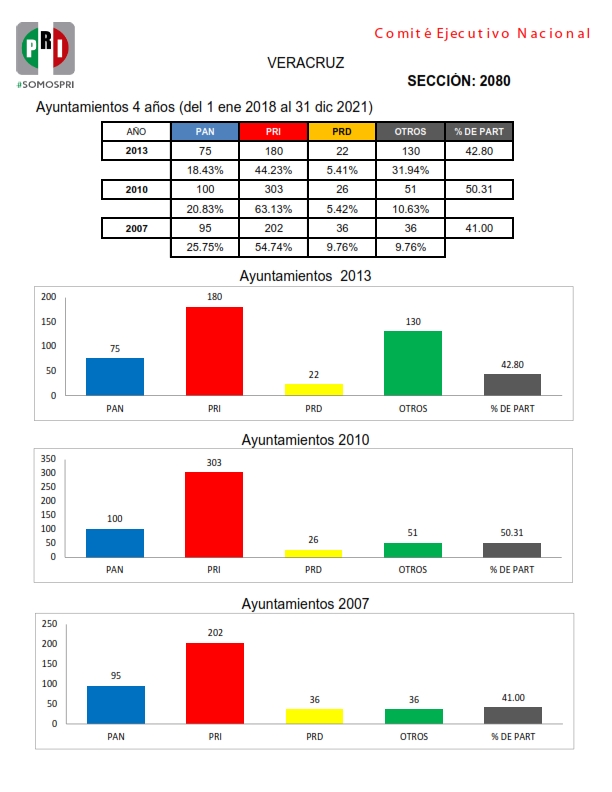 PRI
#SOMOSPRI
Comité Ejecutivo Nacional
VERACRUZ
SECCIÓN: 2080
Ayuntamientos 4 años (del 1 ene 2018 al 31 dic 2021)
AÑO PAN PRI PRD OTROS % DE PART
2013 75 180 22 130 42.80
18.43% 44.23% 5.41% 31.94%
2010 100 303 26 51 50.31
20.83% 63.13% 5.42% 10.63%
2007 95 202 36 36 41.00
25.75% 54.74% 9.76% 9.76%
Ayuntamientos 2013
200
150
100
50
0
75 180 22 130 42.80
PAN PRI PRD OTROS % DE PART
Ayuntamientos 2010
350
300
250
200
150
100
50
0
100 303 26 51 50.31
PAN PRI PRD OTROS % DE PART
Ayuntamientos 2007
250
200
150
100
50
0
95 202 36 36 41.00
PAN PRI PRD OTROS % DE PART